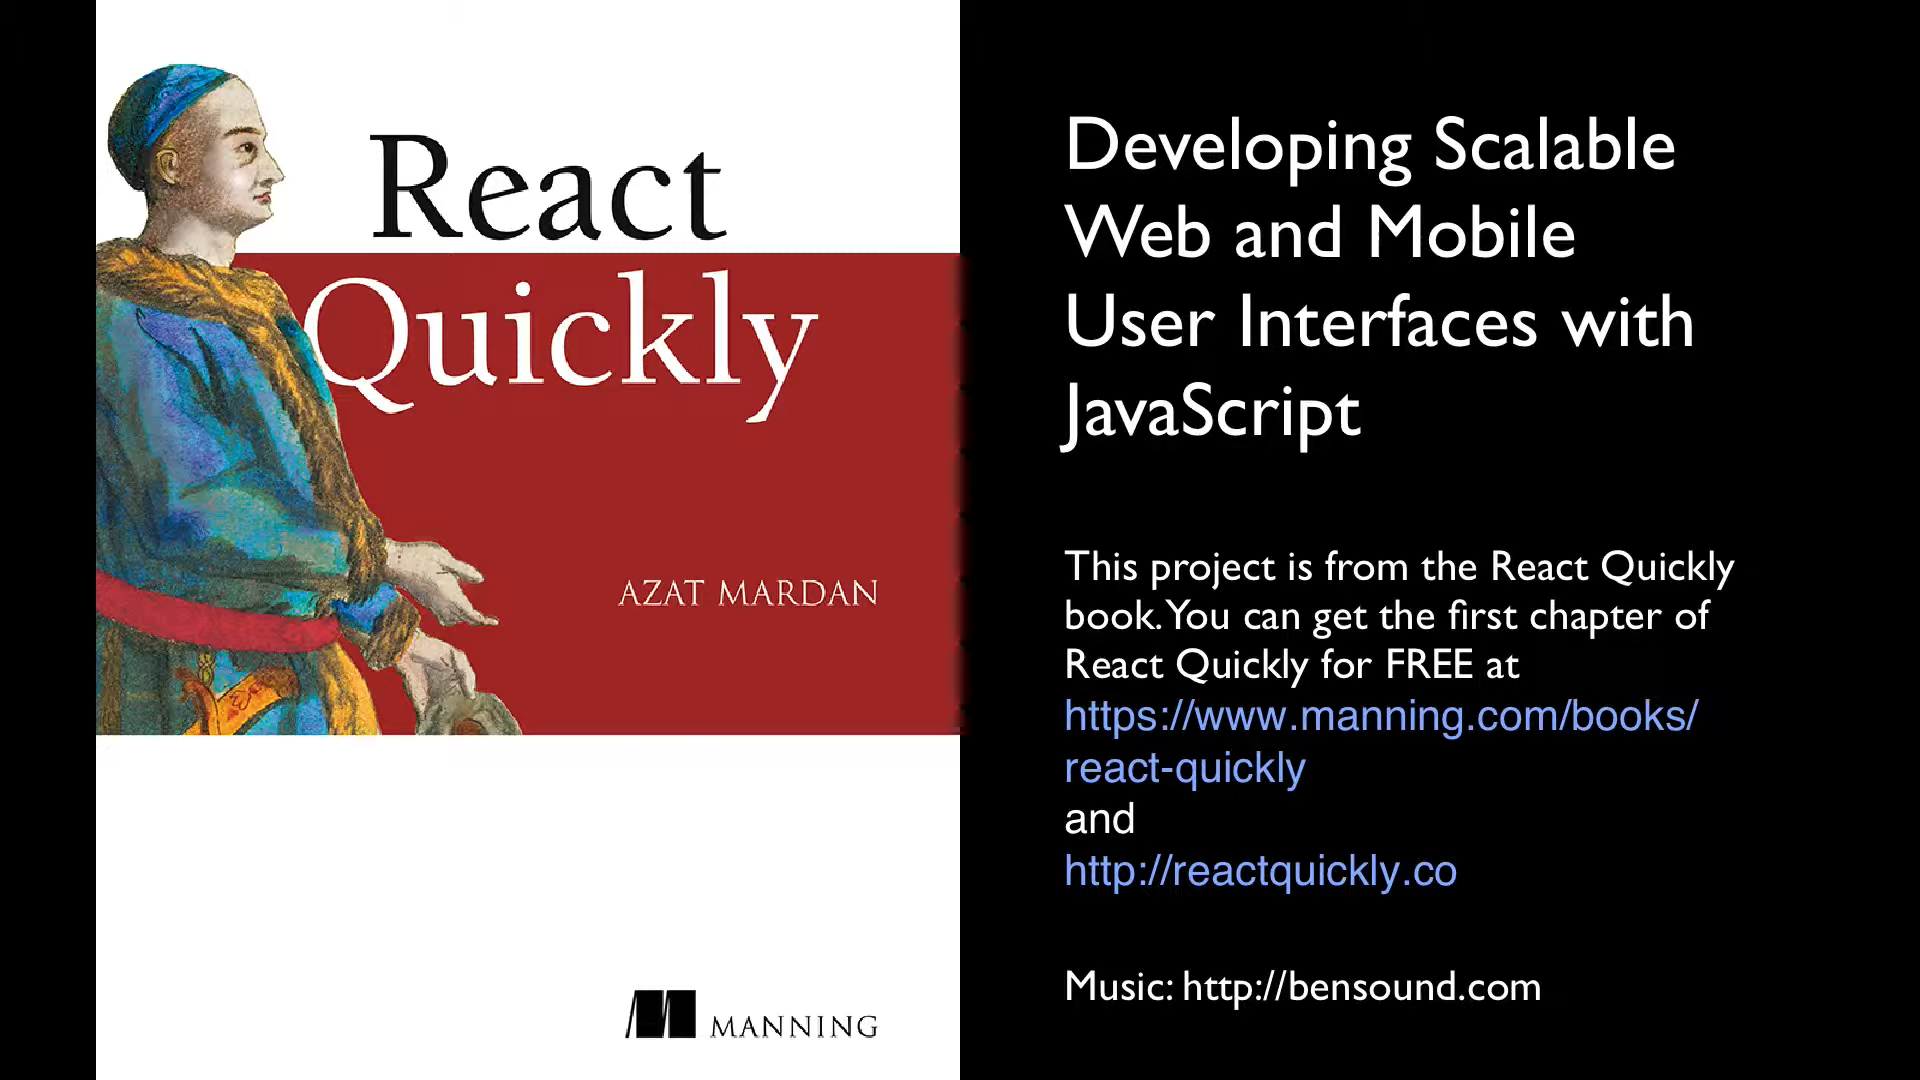 React
Quickly
AZAT MARDAN
MANNING
Developing Scalable
Web and Mobile
User Interfaces with
JavaScript
This project is from the React Quickly
book. You can get the first chapter of
React Quickly for FREE at
https://www.manning.com/books/
react-quickly
and
http://reactquickly.co
Music: http://bensound.com